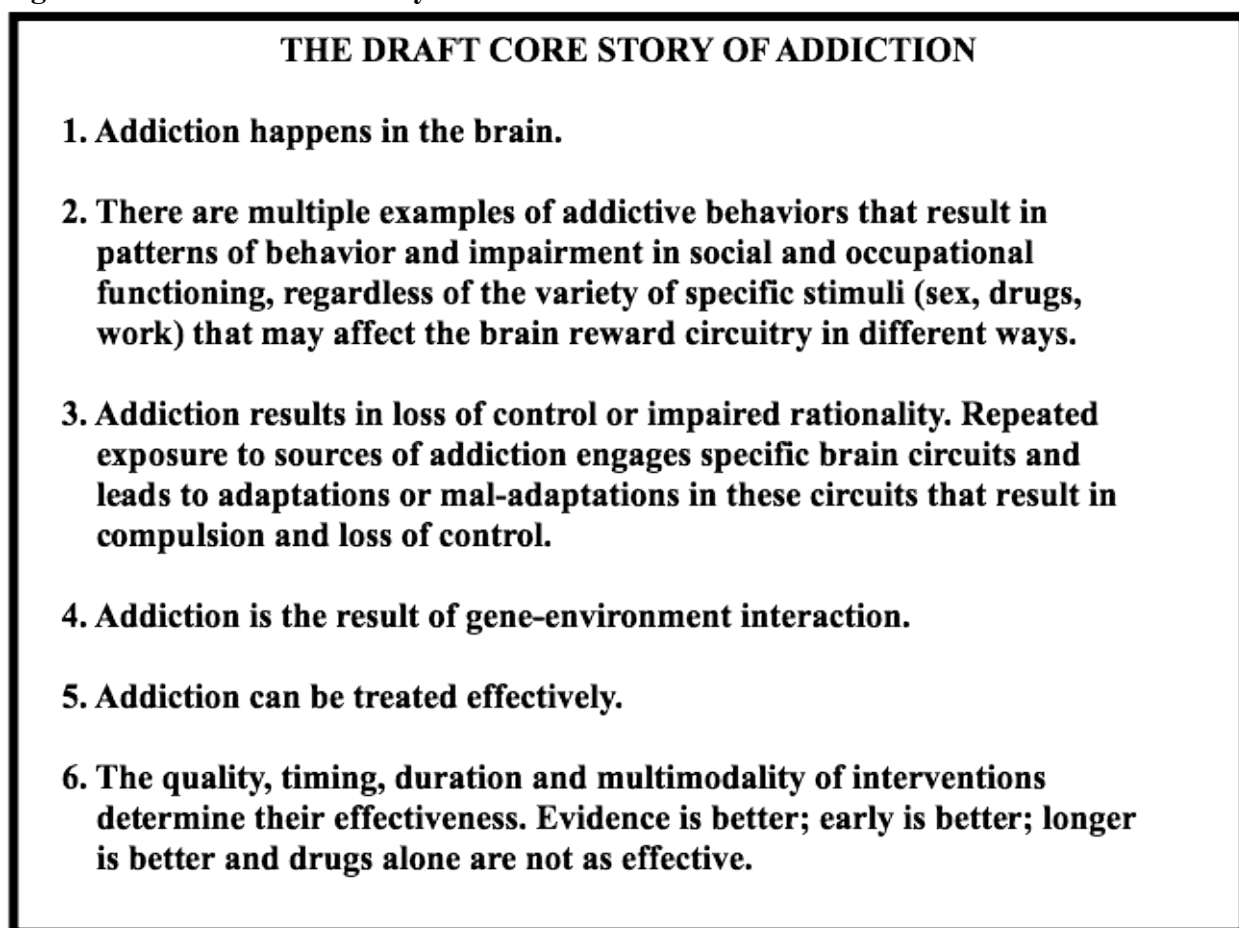 THE DRAFT CORE STORY OF ADDICTION
1. Addiction happens in the brain.
2. There are multiple examples of addictive behaviors that result in
patterns of behavior and impairment in social and occupational
functioning, regardless of the variety of specific stimuli (sex, drugs,
work) that may affect the brain reward circuitry in different ways.
3. Addiction results in loss of control or impaired rationality. Repeated
exposure to sources of addiction engages specific brain circuits and
leads to adaptations or mal-adaptations in these circuits that result in
compulsion and loss of control.
4. Addiction is the result of gene-environment interaction.
5. Addiction can be treated effectively.
6. The quality, timing, duration and multimodality of interventions
determine their effectiveness. Evidence is better; early is better; longer
is better and drugs alone are not as effective.